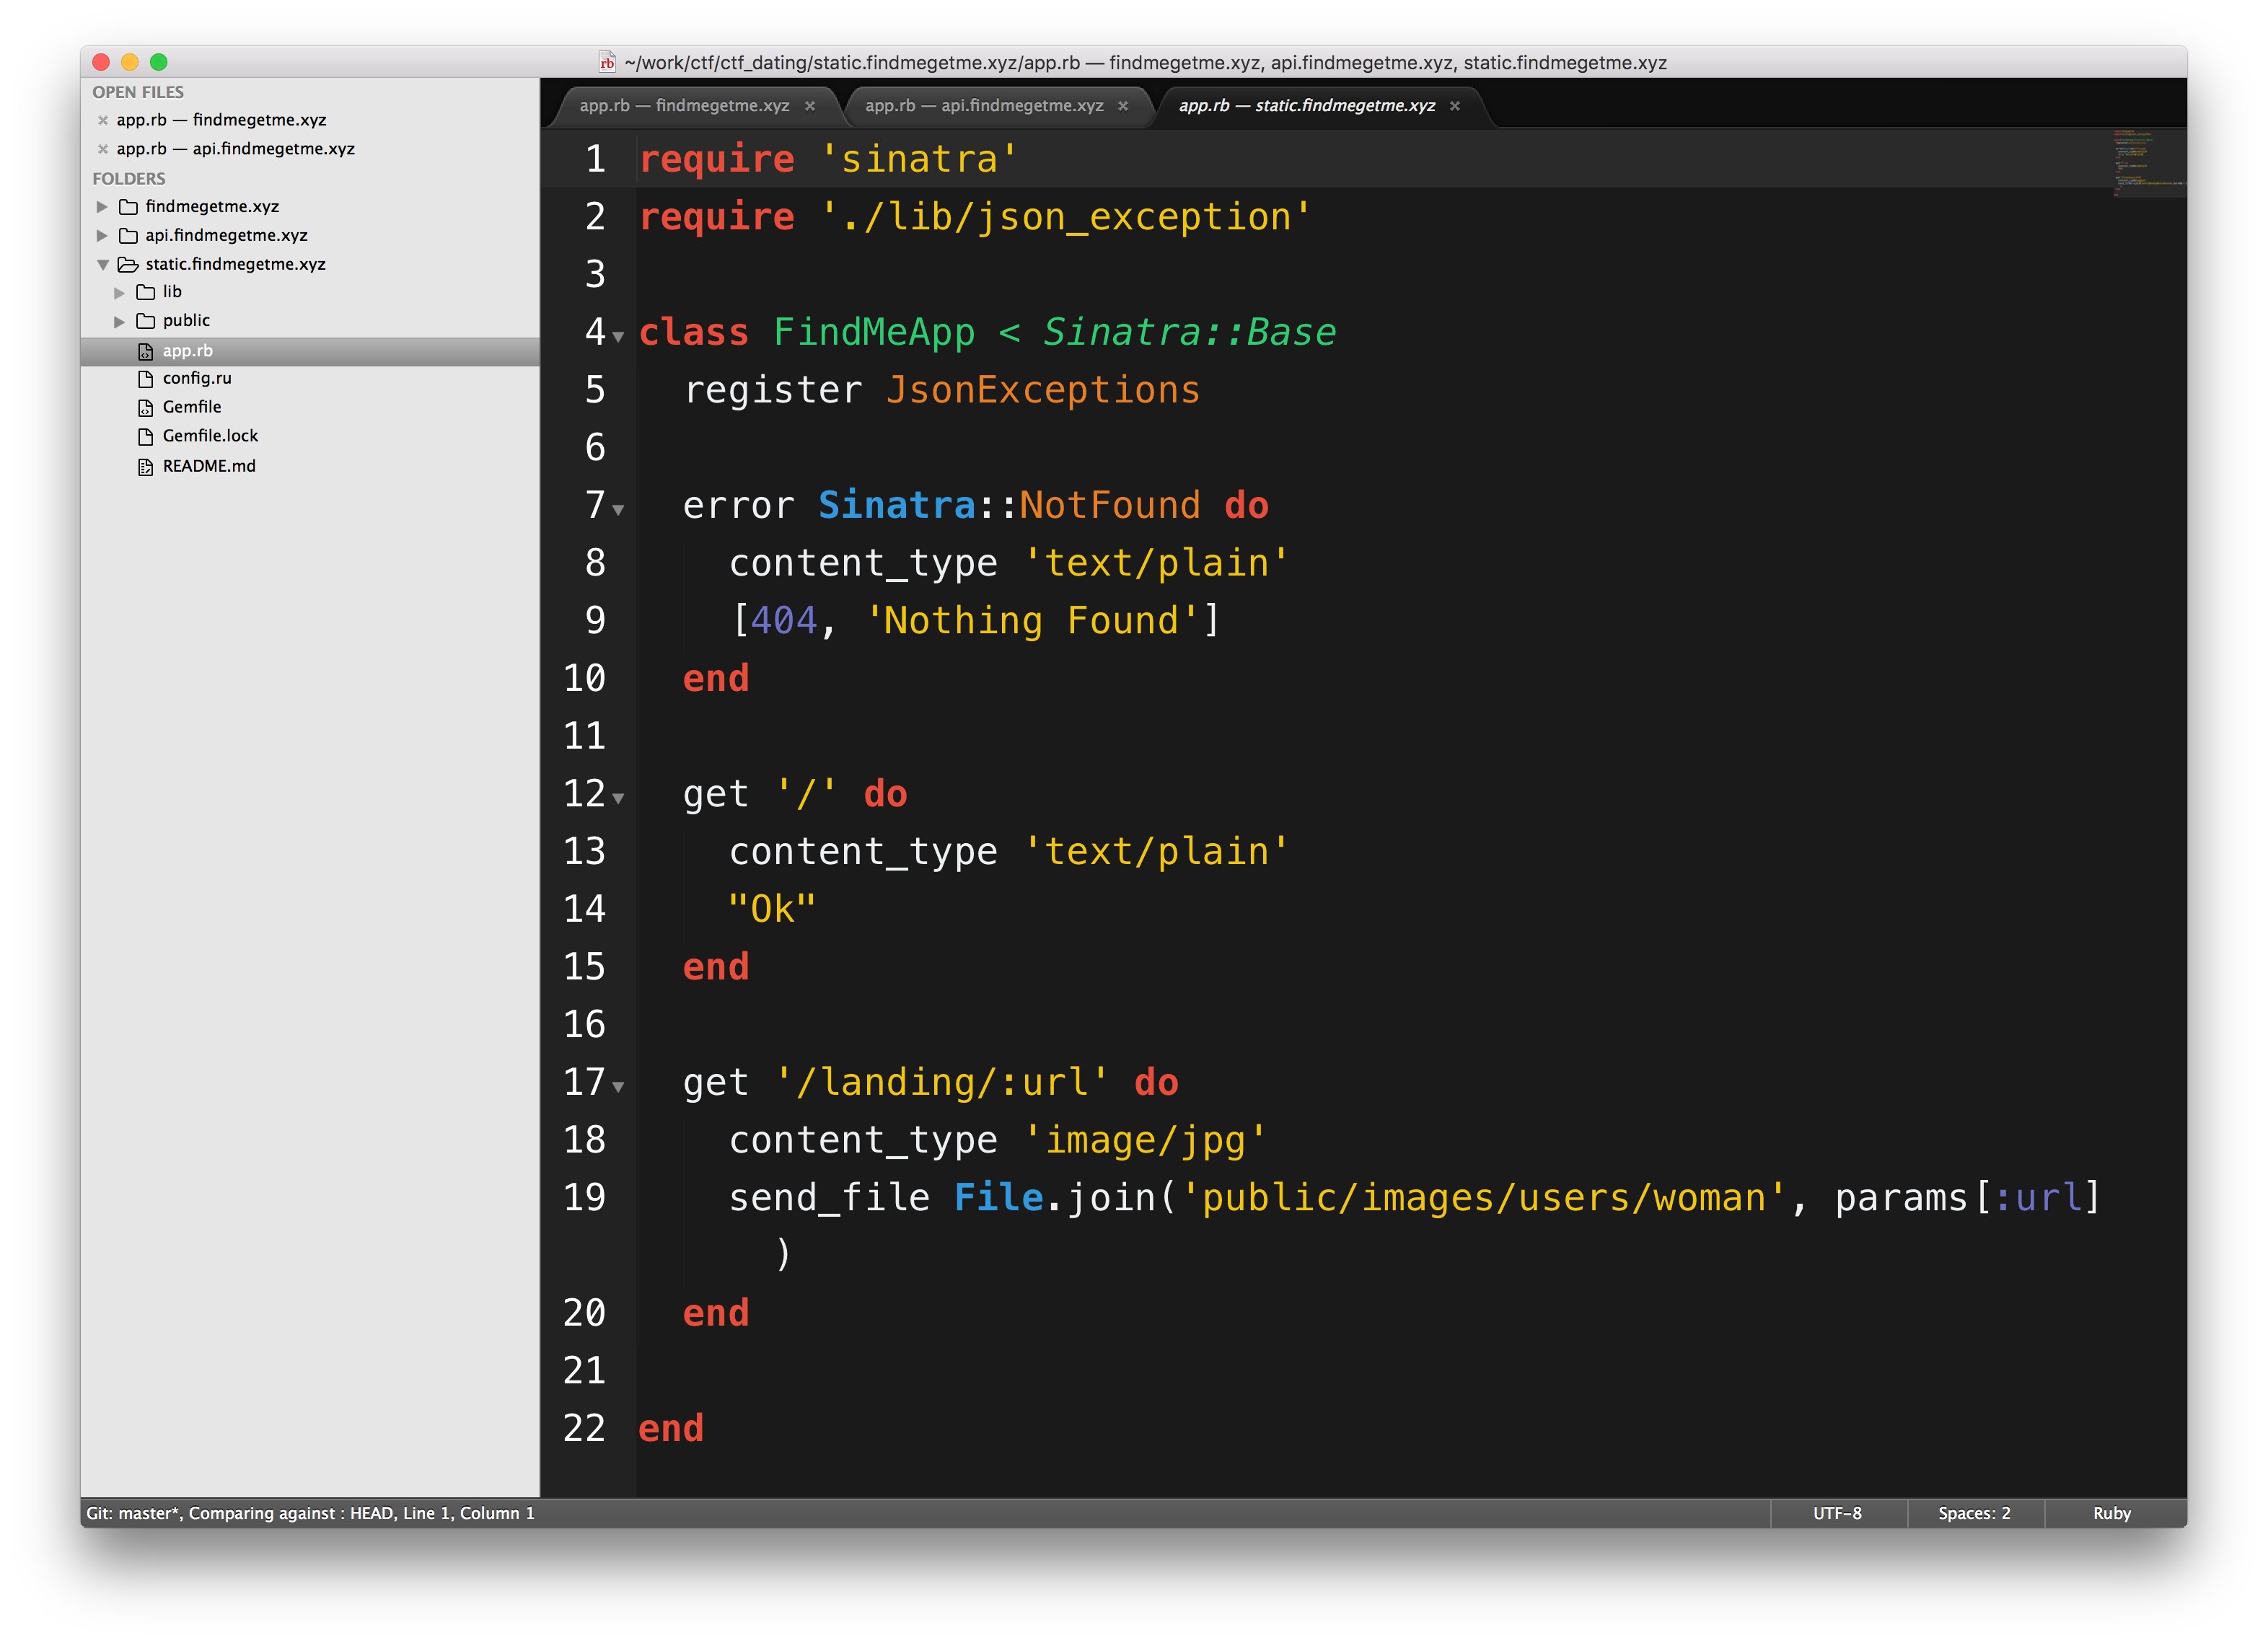 ~/work/ctf/ctf_dating/static.findmegetme.xyz/app.rb — findmegetme.xyz, api.findmegetme.xyz, static.findmegetme.xyz
OPEN FILES
app.rb — findmegetme.xyz
app.rb — api.findmegetme.xyz
FOLDERS
findmegetme.xyz
api.findmegetme.xyz
static.findmegetme.xyz
lib
public
app.rb
config.ru
Gemfile
Gemfile.lock
README.md
app.rb — findmegetme.xyz
app.rb — api.findmegetme.xyz
app.rb — static.findmegetme.xyz
1 require 'sinatra'
2 require './lib/json_exception'
3
4 class FindMeApp < Sinatra::Base
5   register JsonExceptions
6
7   error Sinatra::NotFound do
8     content_type 'text/plain'
9     [404, 'Nothing Found']
10   end
11
12   get '/' do
13     content_type 'text/plain'
14     "Ok"
15   end
16
17   get '/landing/:url' do
18     content_type 'image/jpg'
19     send_file File.join('public/images/users/woman', params[:url]
)
20   end
21
22 end
Git: master*, Comparing against : HEAD, Line 1, Column 1
UTF-8
Spaces: 2
Ruby